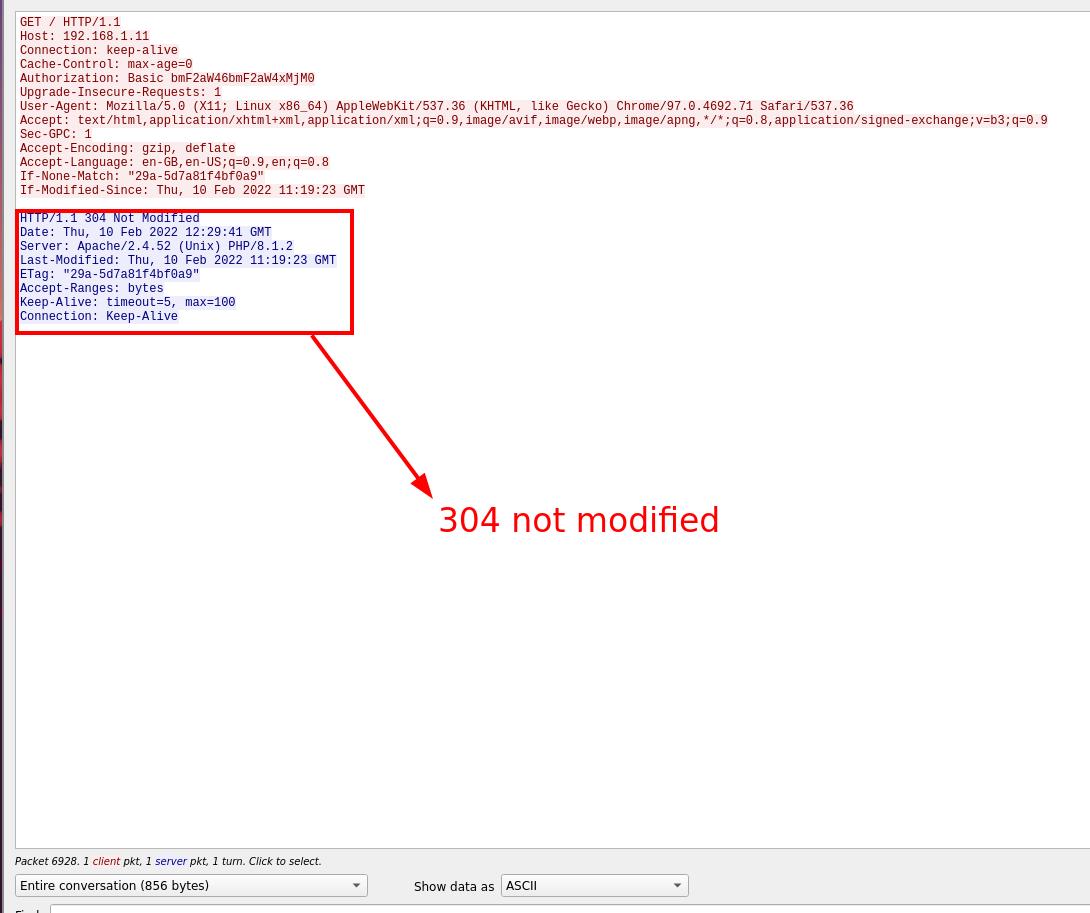 GET / HTTP/1.1
Host: 192.168.1.11
Connection: keep-alive
Cache-Control: max-age=0
Authorization: Basic bmF2aW46bmF2aW4xMjM0
Upgrade-Insecure-Requests: 1
User-Agent: Mozilla/5.0 (X11; Linux x86_64) AppleWebKit/537.36 (KHTML, like Gecko) Chrome/97.0.4692.71 Safari/537.36
Accept: text/html,application/xhtml+xml,application/xml;q=0.9,image/avif,image/webp,image/apng,*/*;q=0.8,application/signed-exchange;v=b3;q=0.9
Sec-GPC: 1
Accept-Encoding: gzip, deflate
Accept-Language: en-GB,en-US;q=0.9,en;q=0.8
If-None-Match: "29a-5d7a81f4bf0a9"
If-Modified-Since: Thu, 10 Feb 2022 11:19:23 GMT
HTTP/1.1 304 Not Modified
Date: Thu, 10 Feb 2022 12:29:41 GMT
Server: Apache/2.4.52 (Unix) PHP/8.1.2
Last-Modified: Thu, 10 Feb 2022 11:19:23 GMT
ETag: "29a-5d7a81f4bf0a9"
Accept-Ranges: bytes
Keep-Alive: timeout=5, max=100
Connection: Keep-Alive
304 not modified
Packet 6928. 1 client pkt, 1 server pkt, 1 turn. Click to select.
Entire conversation (856 bytes) Show data as ASCII